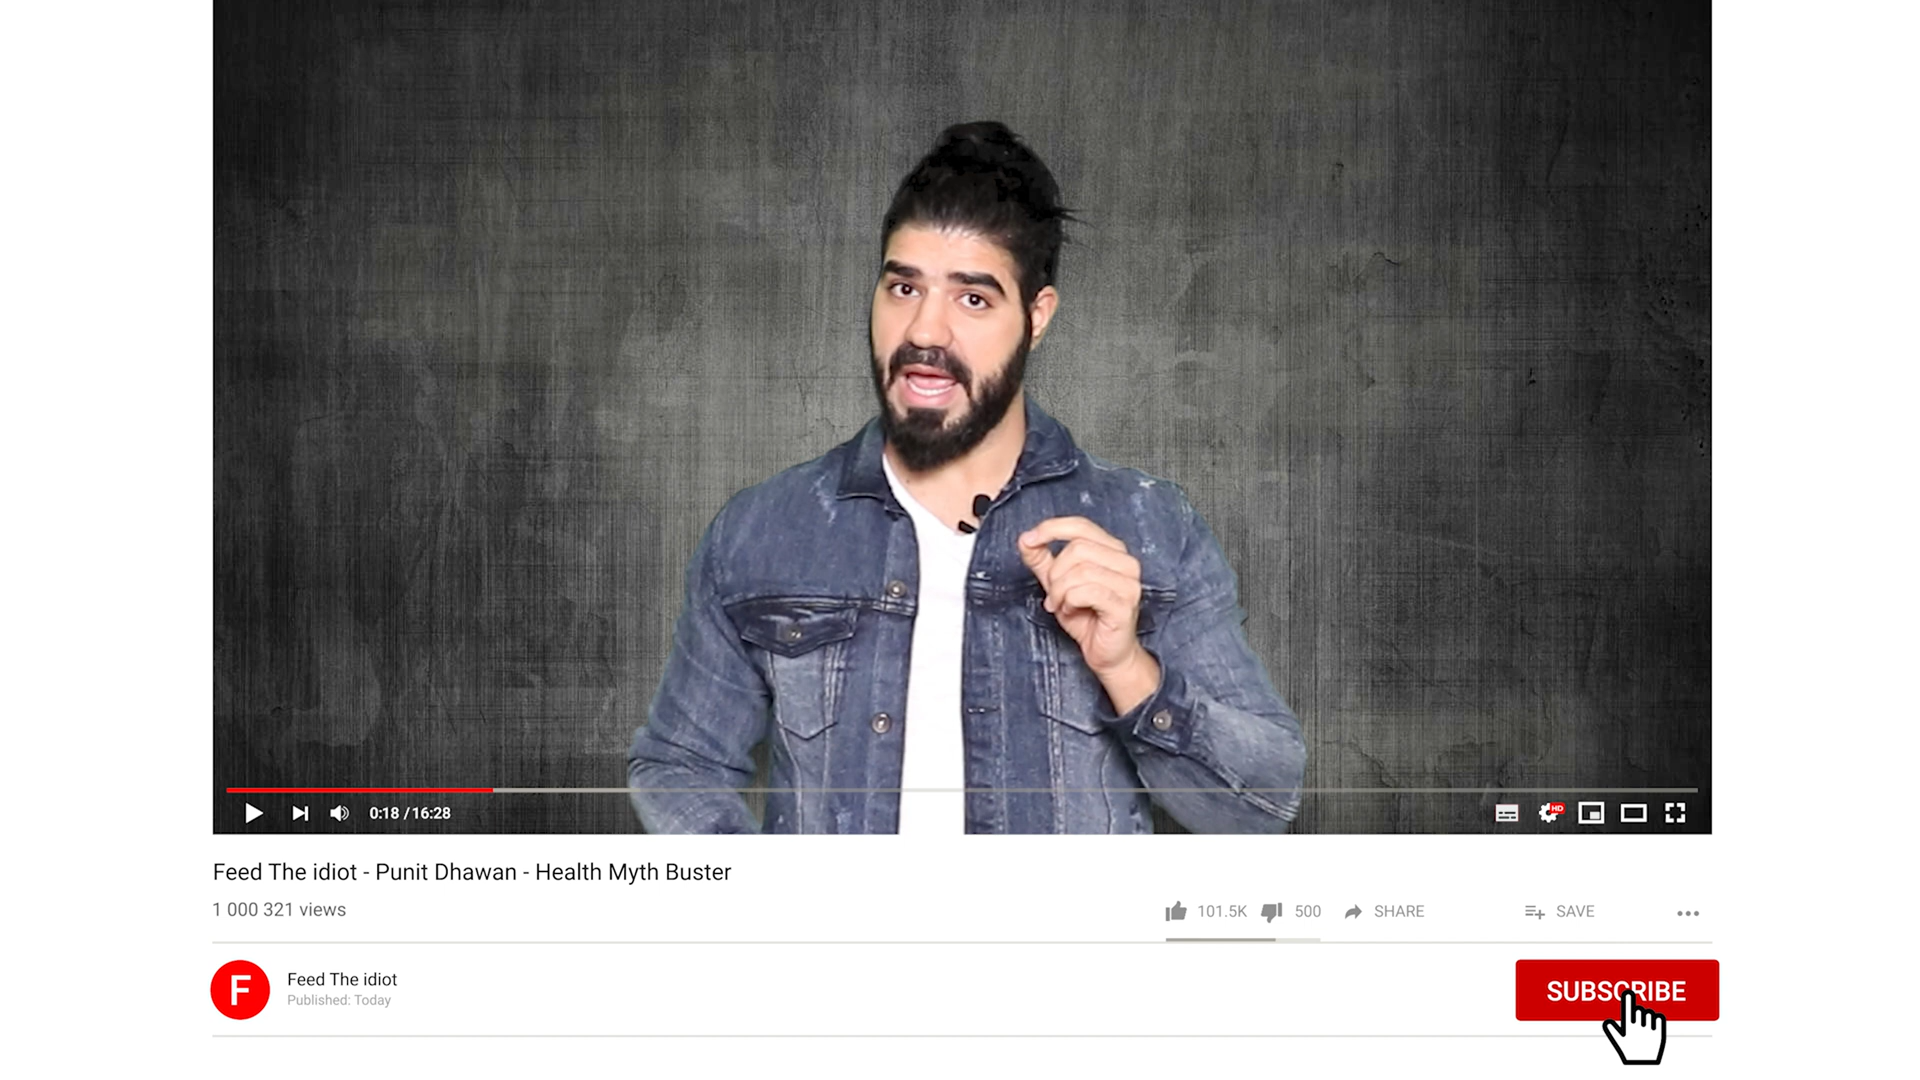 0:18 / 16:28
HD
Feed The idiot - Punit Dhawan - Health Myth Buster
1 000 321 views
101.5K
500
SHARE
SAVE
F
Feed The idiot
Published: Today
SUBSCRIBE